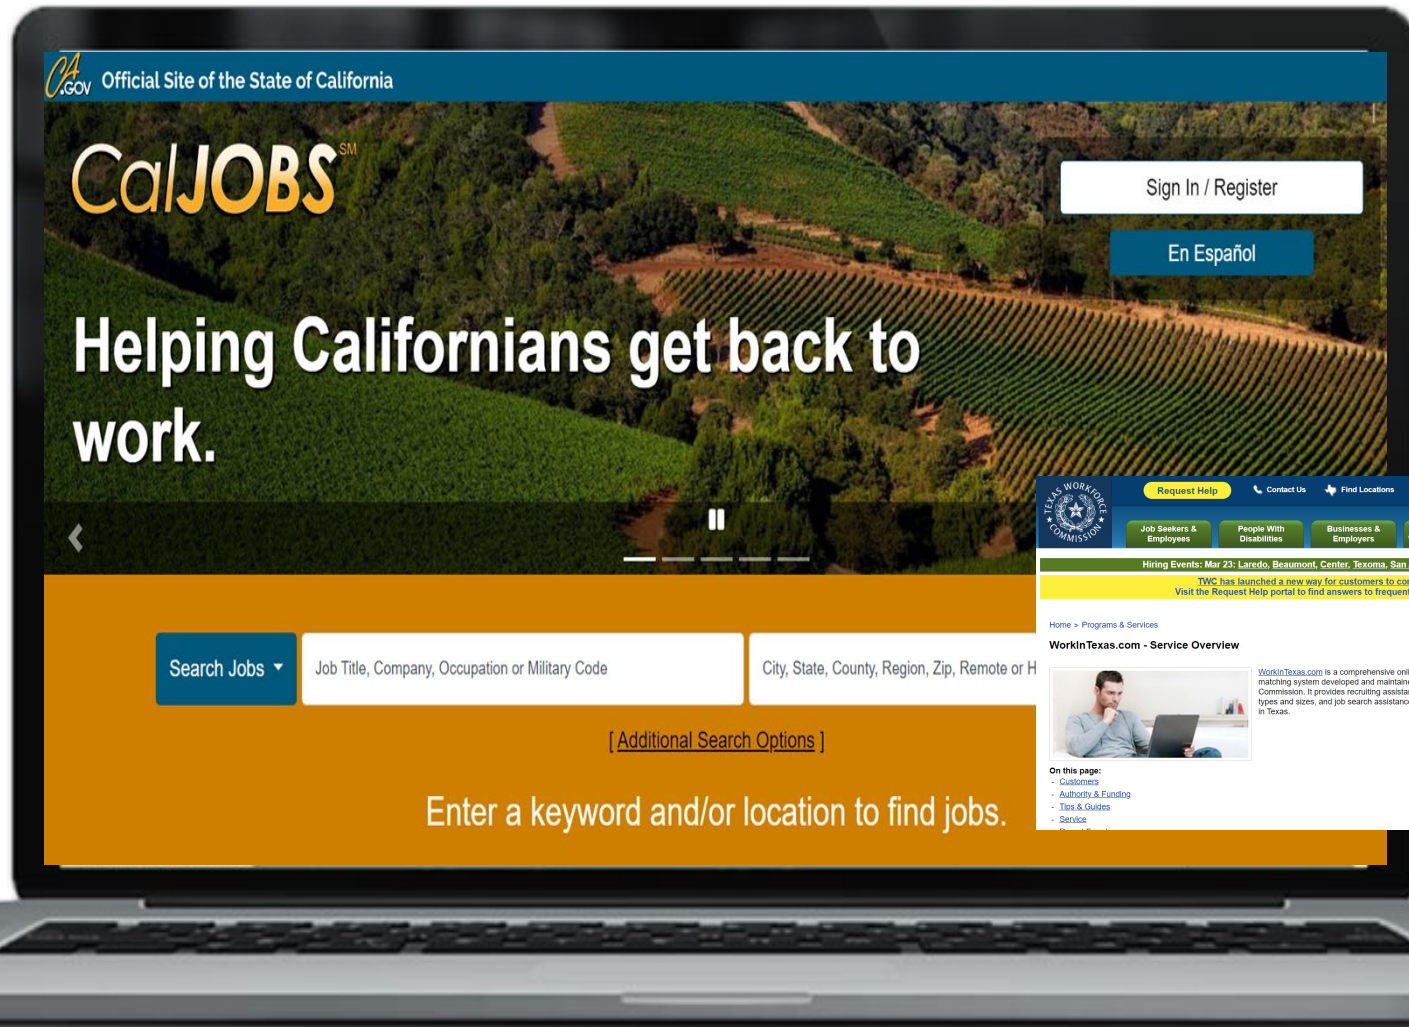 CA
.GOV
Official Site of the State of California
CalJOBS SM
Sign In / Register
En Español
Helping Californians get back to
work.
Search Jobs
Job Title, Company, Occupation or Military Code
City, State, County, Region, Zip, Remote or H
[ Additional Search Options ]
Enter a keyword and/or location to find jobs.
TEXAS WORKFORCE
COMMISSION
Request Help
Contact Us
Find Locations
Job Seekers &
Employees
People With
Disabilities
Businesses &
Employers
Hiring Events: Mar 23: Laredo, Beaumont, Center, Texoma, San
TWC has launched a new way for customers to
Visit the Request Help portal to find answers to
Home > Programs & Services
WorkInTexas.com - Service Overview
WorkInTexas.com is a comprehensive
matching system developed and
Commission. It provides recruiting
types and sizes, and job search assistance
in Texas.
On this page:
- Customers
- Authority & Funding
- Tips & Guides
- Service